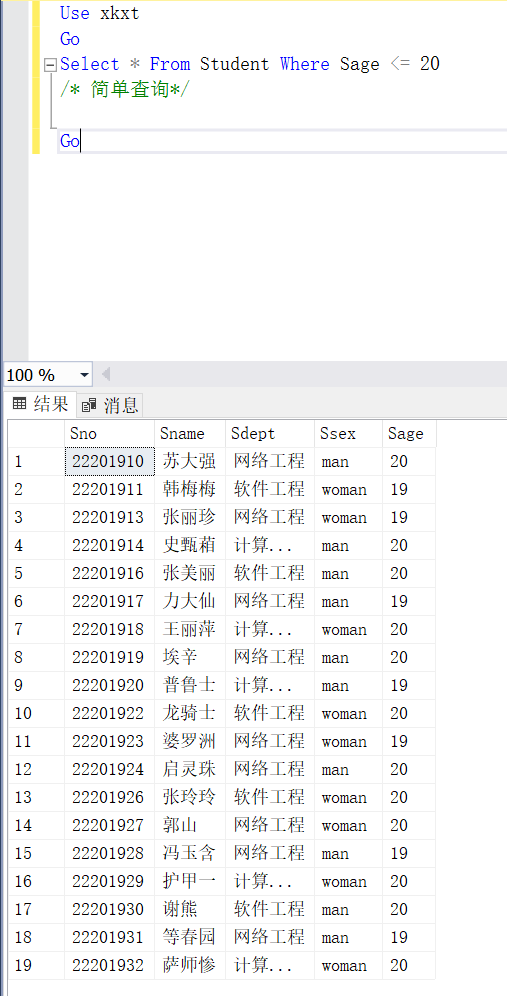 Use xkxt
Go
Select * From Student Where Sage <= 20
/* 简单查询*/
Go
100 %
结果 消息
Sno Sname Sdept Ssex Sage
1 22201910 苏大强 网络工程 man 20
2 22201911 韩梅梅 软件工程 woman 19
3 22201913 张丽珍 网络工程 woman 19
4 22201914 史甄葙 计算... man 20
5 22201916 张美丽 软件工程 man 20
6 22201917 力大仙 网络工程 man 19
7 22201918 王丽萍 计算... woman 20
8 22201919 埃辛 网络工程 man 20
9 22201920 普鲁士 计算... man 19
10 22201922 龙骑士 软件工程 woman 20
11 22201923 婆罗洲 网络工程 woman 19
12 22201924 启灵珠 网络工程 man 20
13 22201926 张玲玲 软件工程 woman 20
14 22201927 郭山 网络工程 woman 20
15 22201928 冯玉含 网络工程 man 19
16 22201929 护甲一 计算... woman 20
17 22201930 谢熊 软件工程 man 20
18 22201931 等春园 网络工程 man 19
19 22201932 萨师惨 计算... woman 20